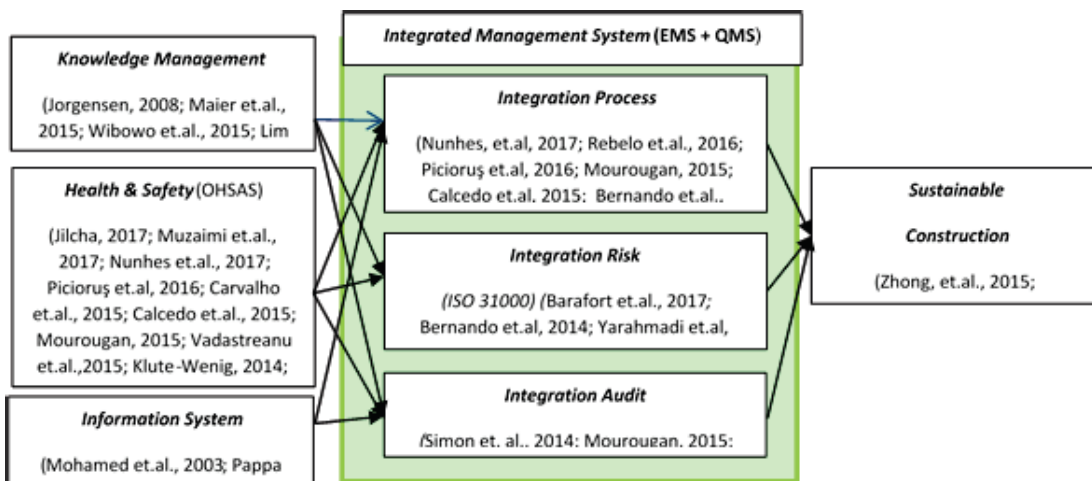 Knowledge Management
(Jorgensen, 2008; Maier et.al.,
2015; Wibowo et.al., 2015; Lim
Health & Safety (OHSAS)
(Jilcha, 2017; Muzaimi et.al.,
2017; Nunhes et.al., 2017;
Picioruş et.al, 2016; Carvalho
et.al., 2015; Calcedo et.al., 2015;
Mourougan, 2015; Vadastreanu
et.al.,2015; Klute-Wenig, 2014;
Information System
(Mohamed et.al., 2003; Pappa
Integrated Management System (EMS + QMS)
Integration Process
(Nunhes, et.al, 2017; Rebelo et.al., 2016;
Picioruş et.al, 2016; Mourougan, 2015;
Calcedo et.al. 2015; Bernando et.al..
Integration Risk
(ISO 31000) (Barafort et.al., 2017;
Bernando et.al, 2014; Yarahmadi et.al,
Integration Audit
(Simon et. al., 2014; Mourougan, 2015;
Sustainable
Construction
(Zhong, et.al., 2015;